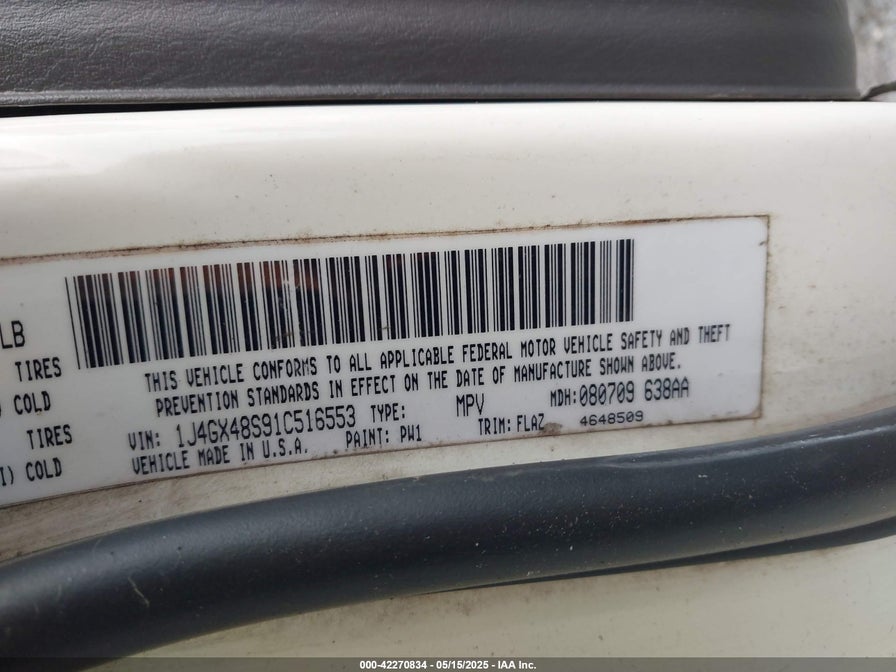 LB
TIRES
COLD
TIRES
I) COLD
THIS VEHICLE CONFORMS TO ALL APPLICABLE FEDERAL MOTOR VEHICLE SAFETY AND THEFT
PREVENTION STANDARDS IN EFFECT ON THE DATE OF MANUFACTURE SHOWN ABOVE.
VIN: 1J4GX48S91C516553 TYPE: MPV MDH:080709 638AA
VEHICLE MADE IN U.S.A. PAINT: PW1 TRIM:FLAZ 4648509
000-42270834 - 05/15/2025 - IAA Inc.